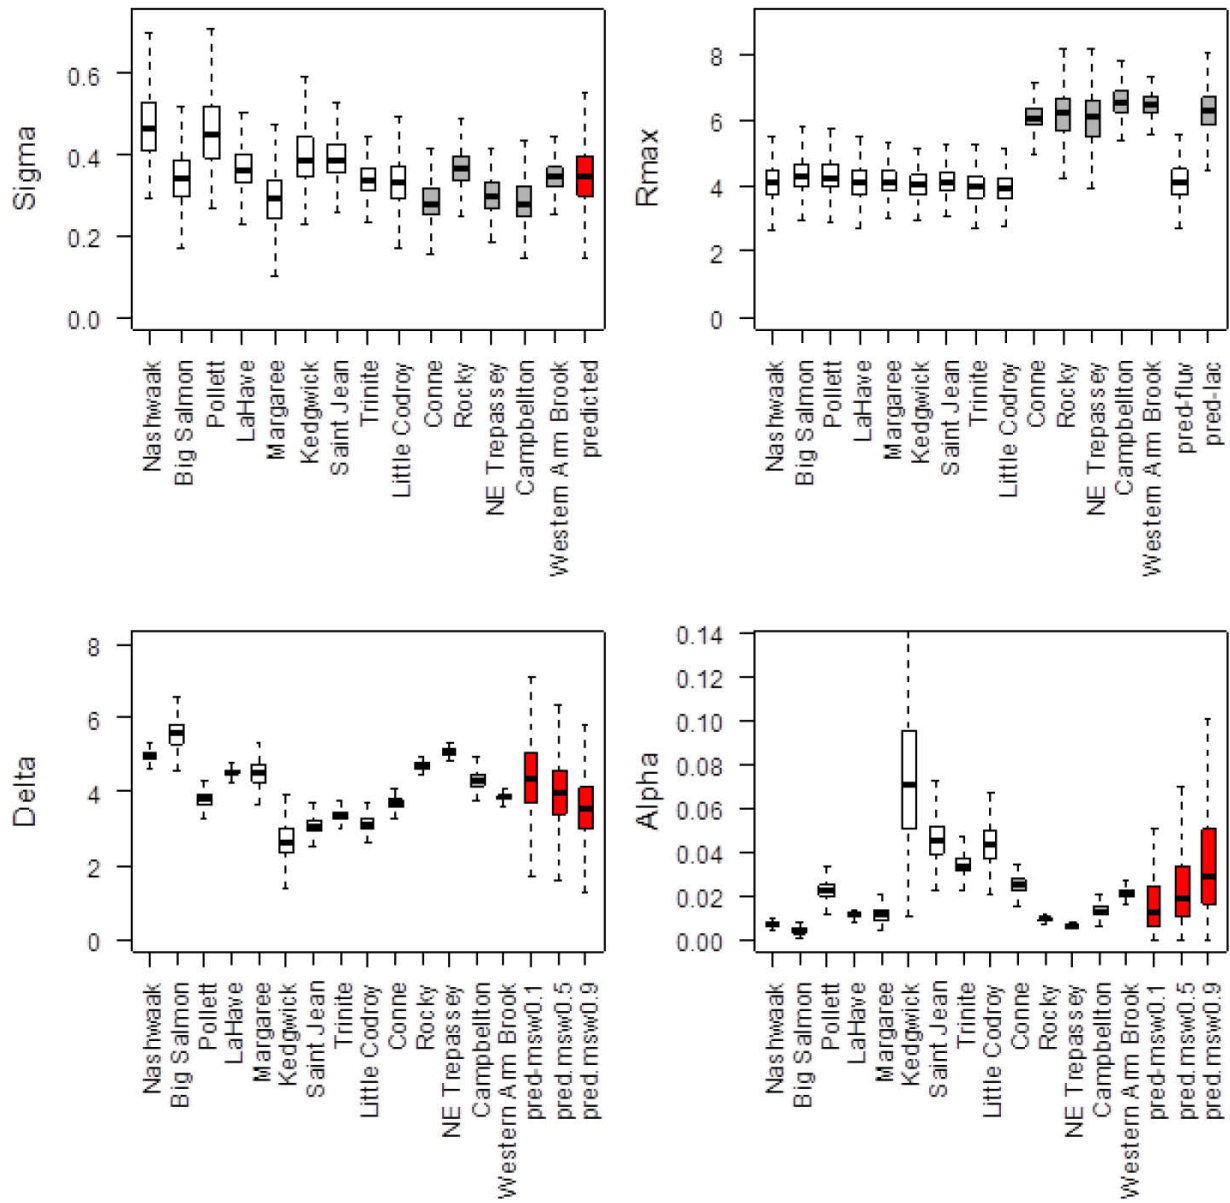 Sigma
0.6
0.4
0.2
0.0
Nashwaak
Big Salmon
Pollett
LaHave
Margaree
Kedgwick
Saint Jean
Trinite
Little Codroy
Conne
Rocky
NE Trepassey
Campbellton
Western Arm Brook
predicted
Rmax
8
6
4
2
0
Nashwaak
Big Salmon
Pollett
LaHave
Margaree
Kedgwick
Saint Jean
Trinite
Little Codroy
Conne
Rocky
NE Trepassey
Campbellton
Western Arm Brook
pred-fluv
pred-lac
Delta
8
6
4
2
0
Nashwaak
Big Salmon
Pollett
LaHave
Margaree
Kedgwick
Saint Jean
Trinite
Little Codroy
Conne
Rocky
NE Trepassey
Campbellton
Western Arm Brook
pred-msw0.1
pred.msw0.5
pred.msw0.9
Alpha
0.14
0.12
0.10
0.08
0.06
0.04
0.02
0.00
Nashwaak
Big Salmon
Pollett
LaHave
Margaree
Kedgwick
Saint Jean
Trinite
Little Codroy
Conne
Rocky
NE Trepassey
Campbellton
Western Arm Brook
pred-msw0.1
pred.msw0.5
pred.msw0.9